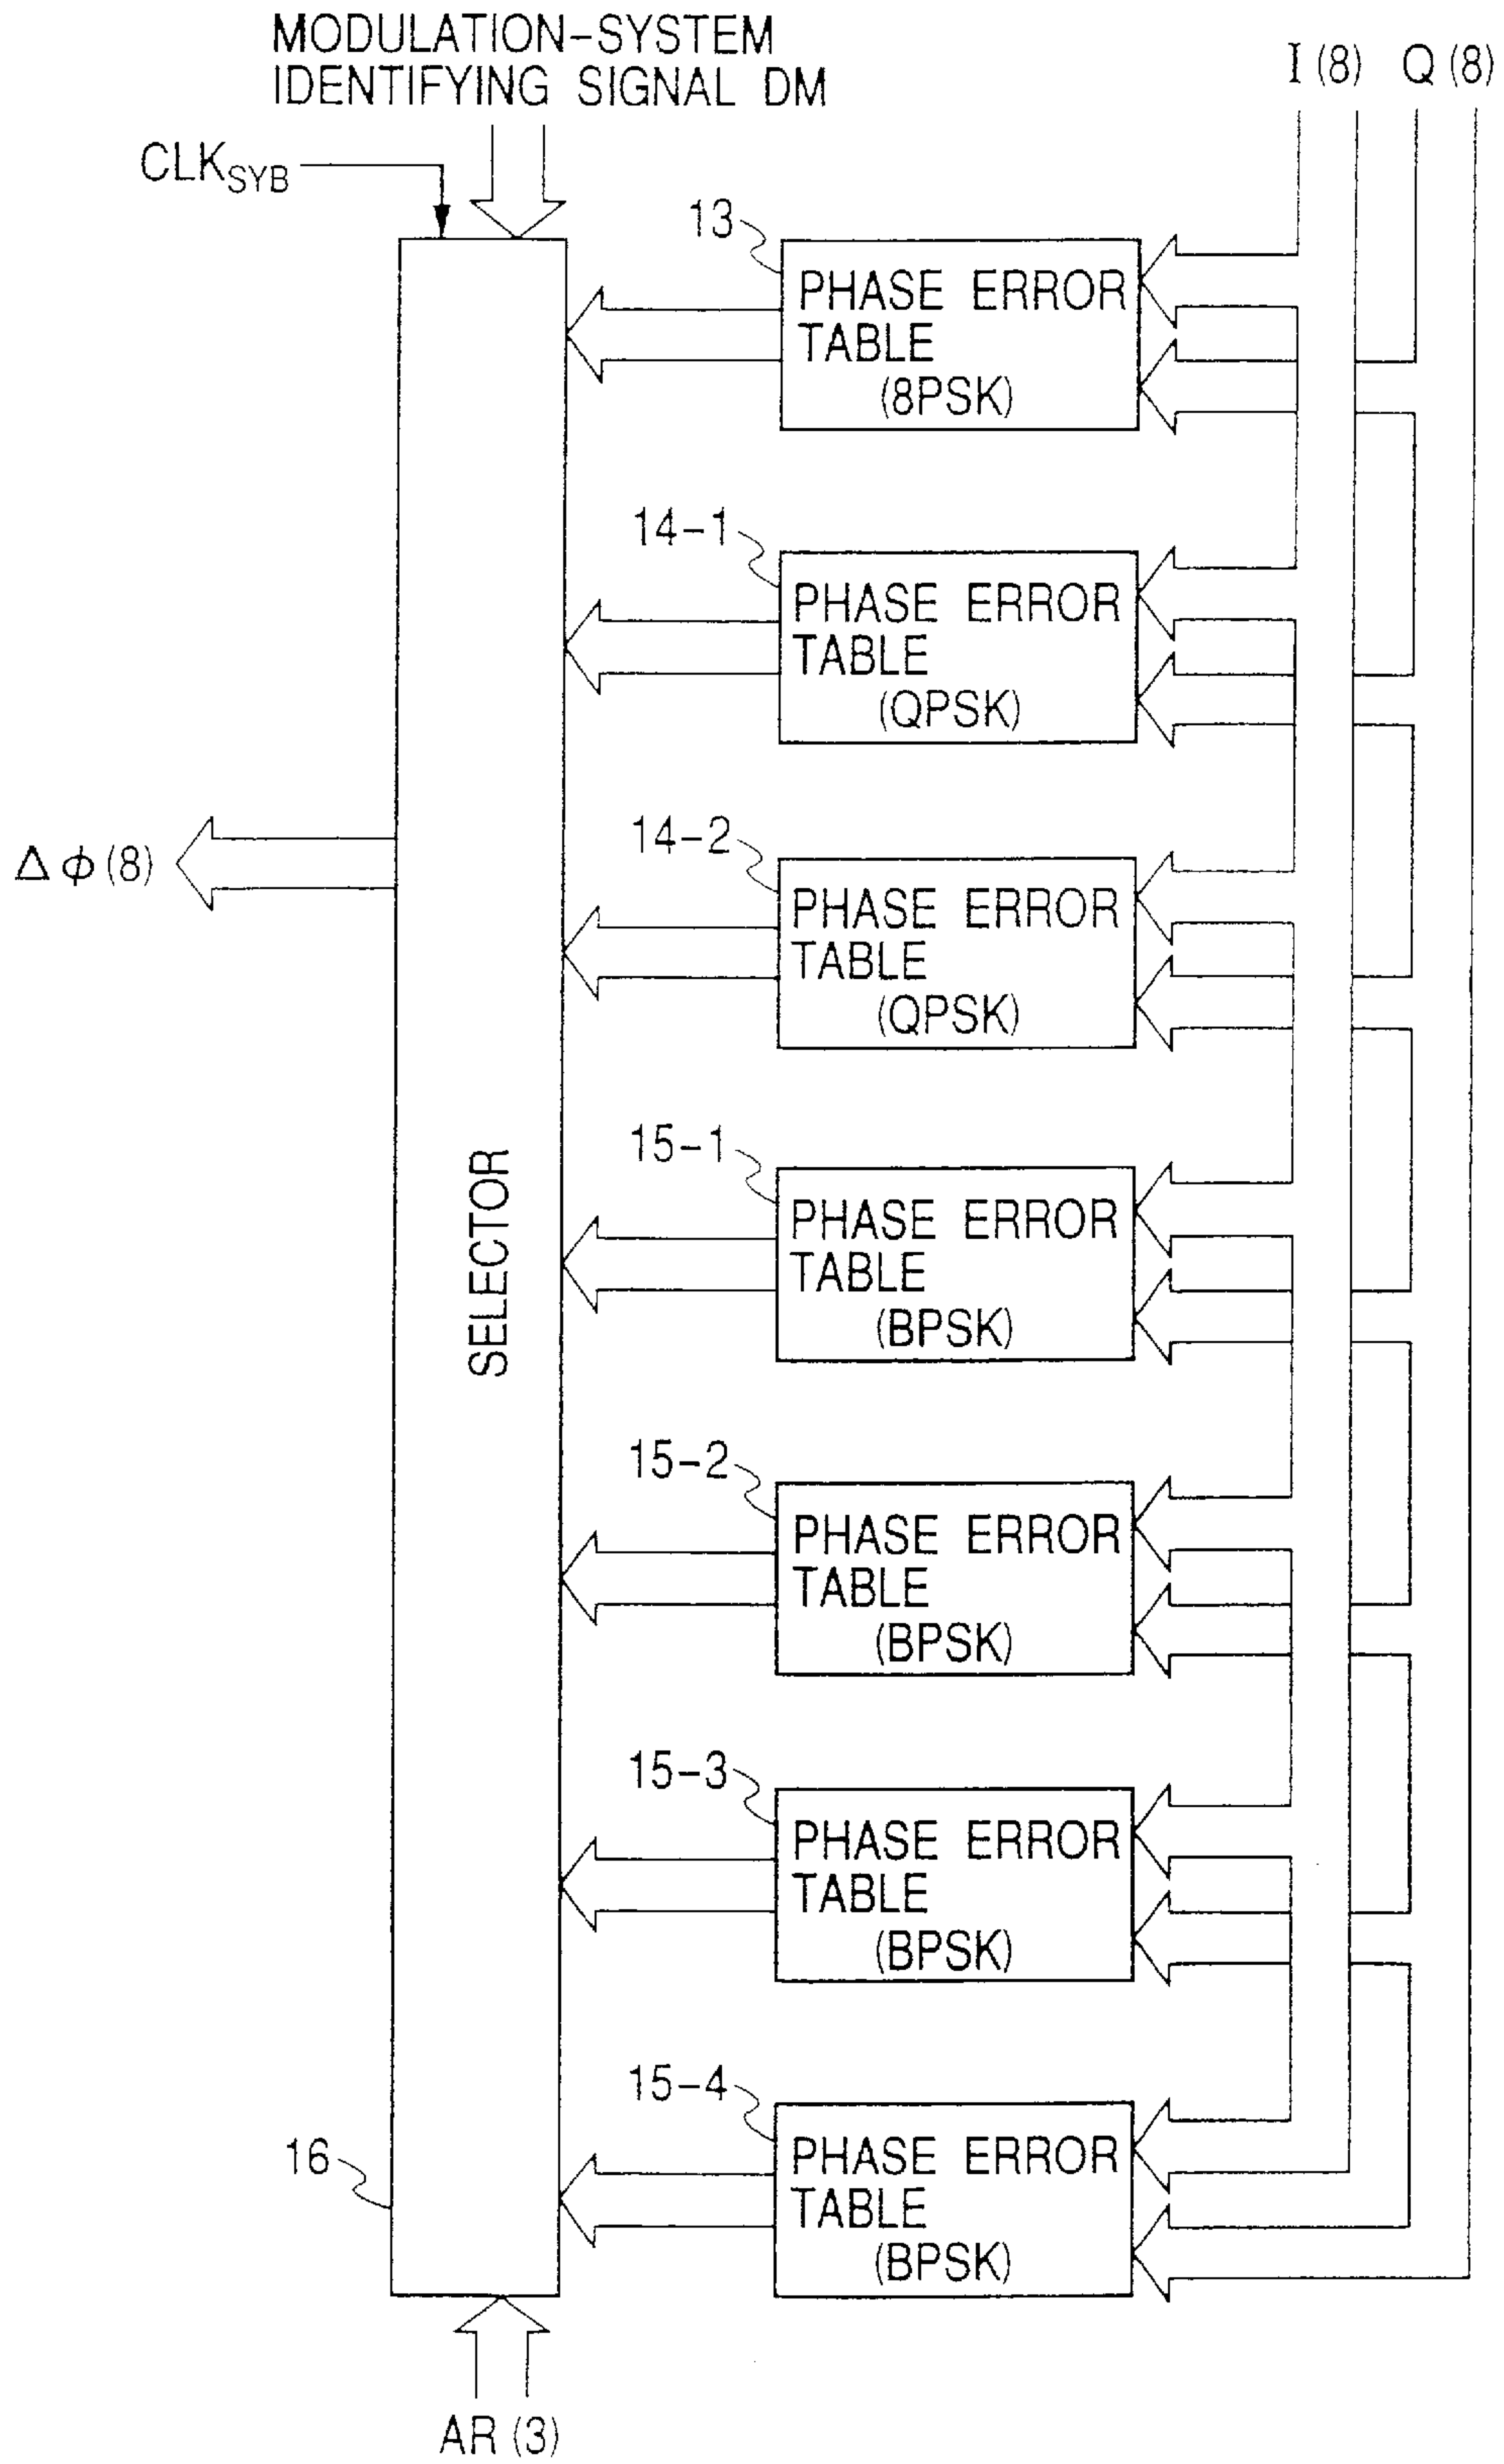 MODULATION-SYSTEM
IDENTIFYING SIGNAL DM
I (8) Q (8)
CLKSYB
13
PHASE ERROR
TABLE
(8PSK)
14-1
PHASE ERROR
TABLE
(QPSK)
Δφ(8)
14-2
PHASE ERROR
TABLE
(QPSK)
SELECTOR
15-1
PHASE ERROR
TABLE
(BPSK)
15-2
PHASE ERROR
TABLE
(BPSK)
15-3
PHASE ERROR
TABLE
(BPSK)
15-4
PHASE ERROR
TABLE
(BPSK)
16
AR (3)